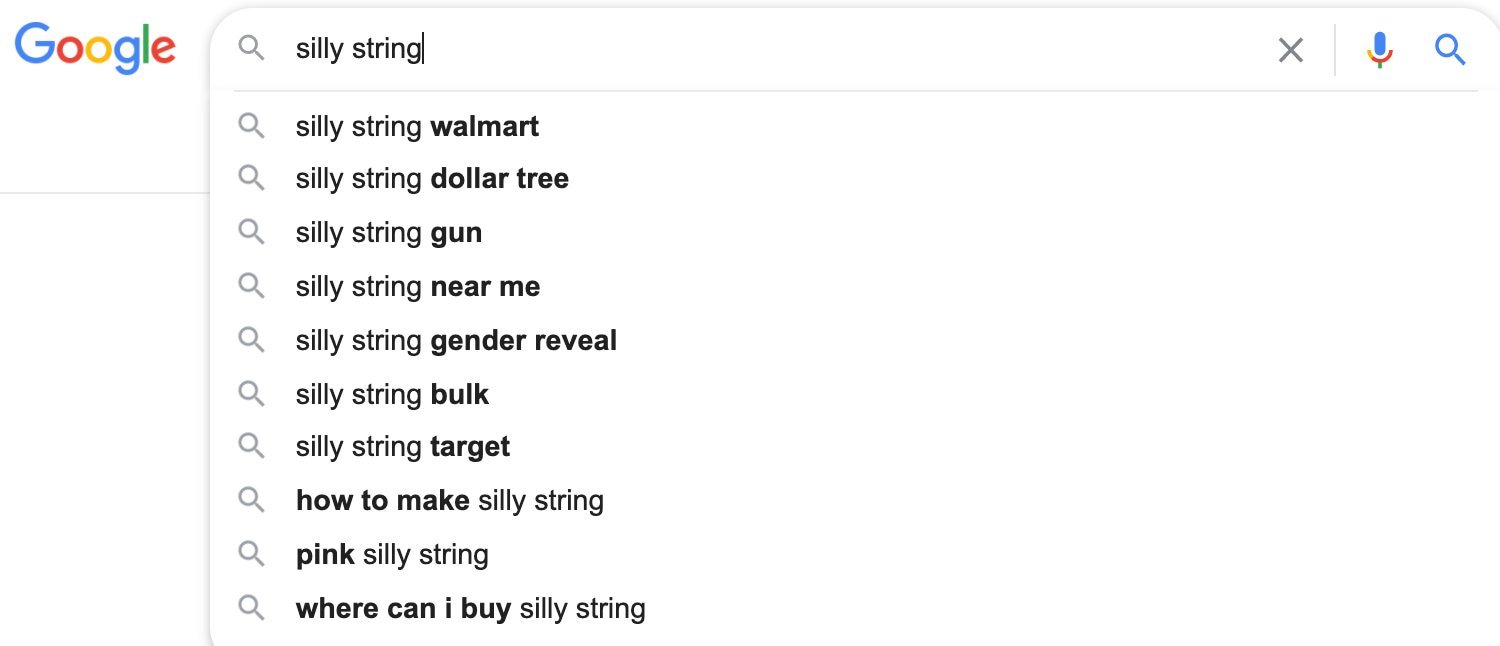 Google
silly string
silly string walmart
silly string dollar tree
silly string gun
silly string near me
silly string gender reveal
silly string bulk
silly string target
how to make silly string
pink silly string
where can i buy silly string